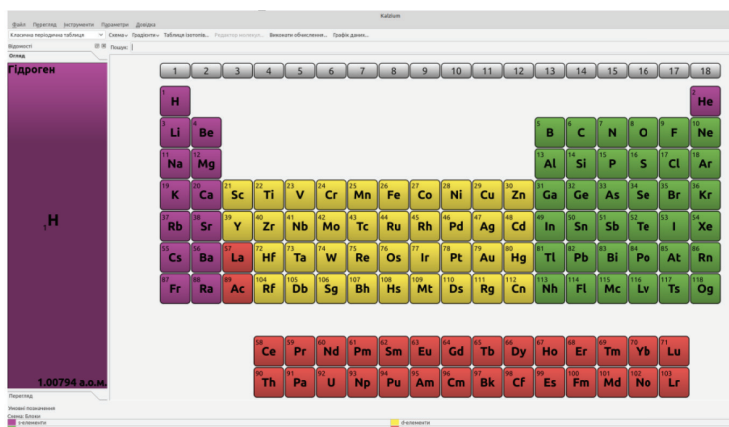 Kalzium
Файл Перегляд Інструменти Параметри Довідка
Класична періодична таблиця Схема Градієнти Таблиця ізотопів... Редактор молекул... Виконати обчислення... Графік даних...
Відомості Пошук:
Огляд
Гідроген
1 2 3 4 5 6 7 8 9 10 11 12 13 14 15 16 17 18
1 H 2 He
3 Li 4 Be 5 B 6 C 7 N 8 O 9 F 10 Ne
11 Na 12 Mg 13 Al 14 Si 15 P 16 S 17 Cl 18 Ar
19 K 20 Ca 21 Sc 22 Ti 23 V 24 Cr 25 Mn 26 Fe 27 Co 28 Ni 29 Cu 30 Zn 31 Ga 32 Ge 33 As 34 Se 35 Br 36 Kr
1H
37 Rb 38 Sr 39 Y 40 Zr 41 Nb 42 Mo 43 Tc 44 Ru 45 Rh 46 Pd 47 Ag 48 Cd 49 In 50 Sn 51 Sb 52 Te 53 I 54 Xe
55 Cs 56 Ba 57 La 72 Hf 73 Ta 74 W 75 Re 76 Os 77 Ir 78 Pt 79 Au 80 Hg 81 Tl 82 Pb 83 Bi 84 Po 85 At 86 Rn
87 Fr 88 Ra 89 Ac 104 Rf 105 Db 106 Sg 107 Bh 108 Hs 109 Mt 110 Ds 111 Rg 112 Cn 113 Nh 114 Fl 115 Mc 116 Lv 117 Ts 118 Og
58 Ce 59 Pr 60 Nd 61 Pm 62 Sm 63 Eu 64 Gd 65 Tb 66 Dy 67 Ho 68 Er 69 Tm 70 Yb 71 Lu
90 Th 91 Pa 92 U 93 Np 94 Pu 95 Am 96 Cm 97 Bk 98 Cf 99 Es 100 Fm 101 Md 102 No 103 Lr
1.00794 а.о.м.
Перегляд
Умовні позначення
Схема: Блоки
s-елементи d-елементи